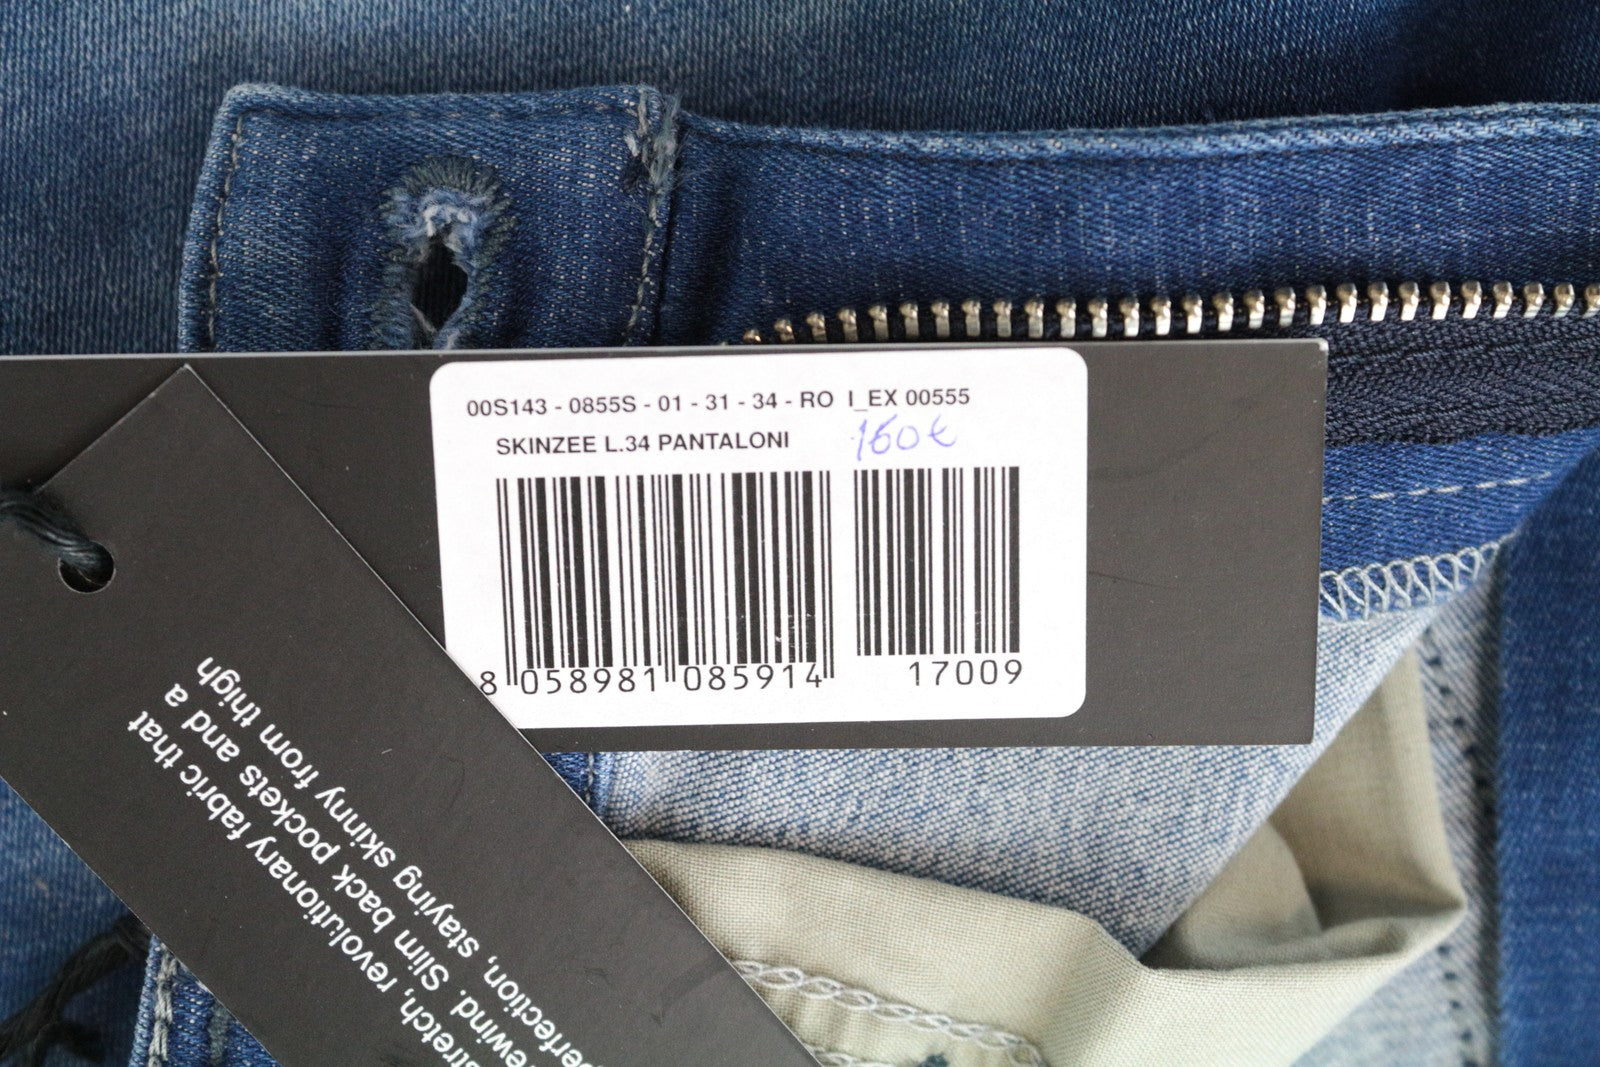 00S143 - 0855S - 01 - 31 - 34 - RO I_EX 00555
SKINZEE L.34 PANTALONI 160€
8 058981 085914 17009
stretch, revolutionary fabric that
rewind. Slim back pockets and a
perfection, staying skinny from thigh